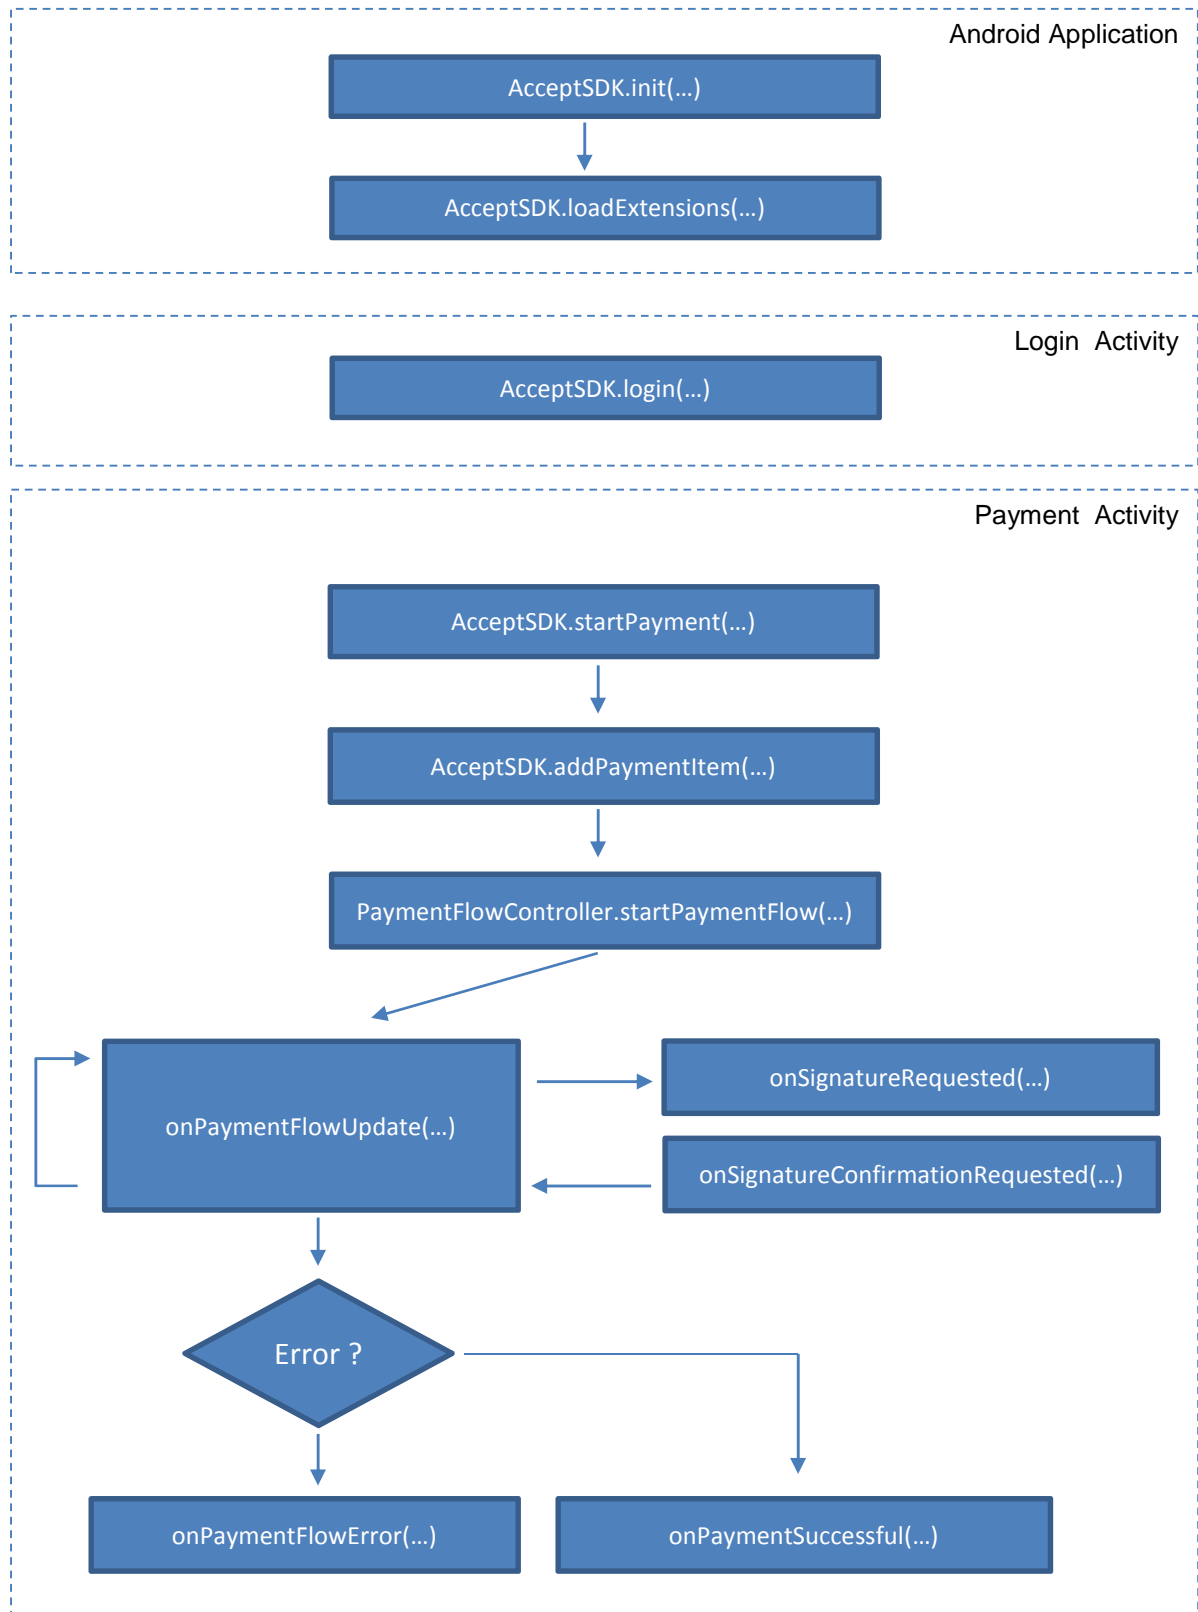 Android Application
AcceptSDK.init(...)
AcceptSDK.loadExtensions(...)
Login Activity
AcceptSDK.login(...)
Payment Activity
AcceptSDK.startPayment(...)
AcceptSDK.addPaymentItem(...)
PaymentFlowController.startPaymentFlow(...)
onPaymentFlowUpdate(...)
onSignatureRequested(...)
onSignatureConfirmationRequested(...)
Error ?
onPaymentFlowError(...)
onPaymentSuccessful(...)